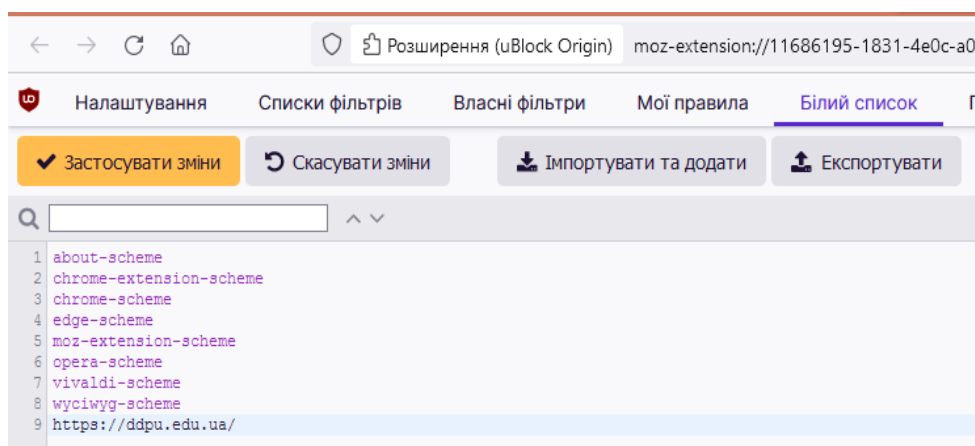 Розширення (uBlock Origin) moz-extension://11686195-1831-4e0c-a0
Налаштування Списки фільтрів Власні фільтри Мої правила Білий список
Застосувати зміни Скасувати зміни Імпортувати та додати Експортувати
1 about-scheme
2 chrome-extension-scheme
3 chrome-scheme
4 edge-scheme
5 moz-extension-scheme
6 opera-scheme
7 vivaldi-scheme
8 wyciwyg-scheme
9 https://ddpu.edu.ua/